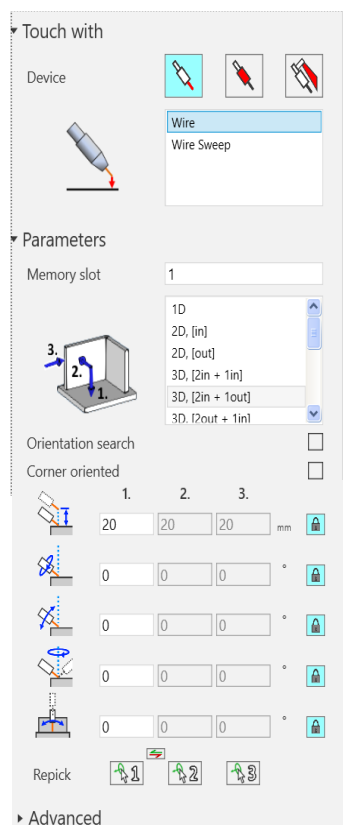 Touch with
Device
Wire
Wire Sweep
Parameters
Memory slot 1
1D
2D, [in]
2D, [out]
3D, [2in + 1in]
3D, [2in + 1out]
3D, [2out + 1in]
3.
2.
1.
Orientation search
Corner oriented
1. 2. 3.
20 20 20 mm
0 0 0 °
0 0 0 °
0 0 0 °
0 0 0 °
Repick 1 2 3
Advanced